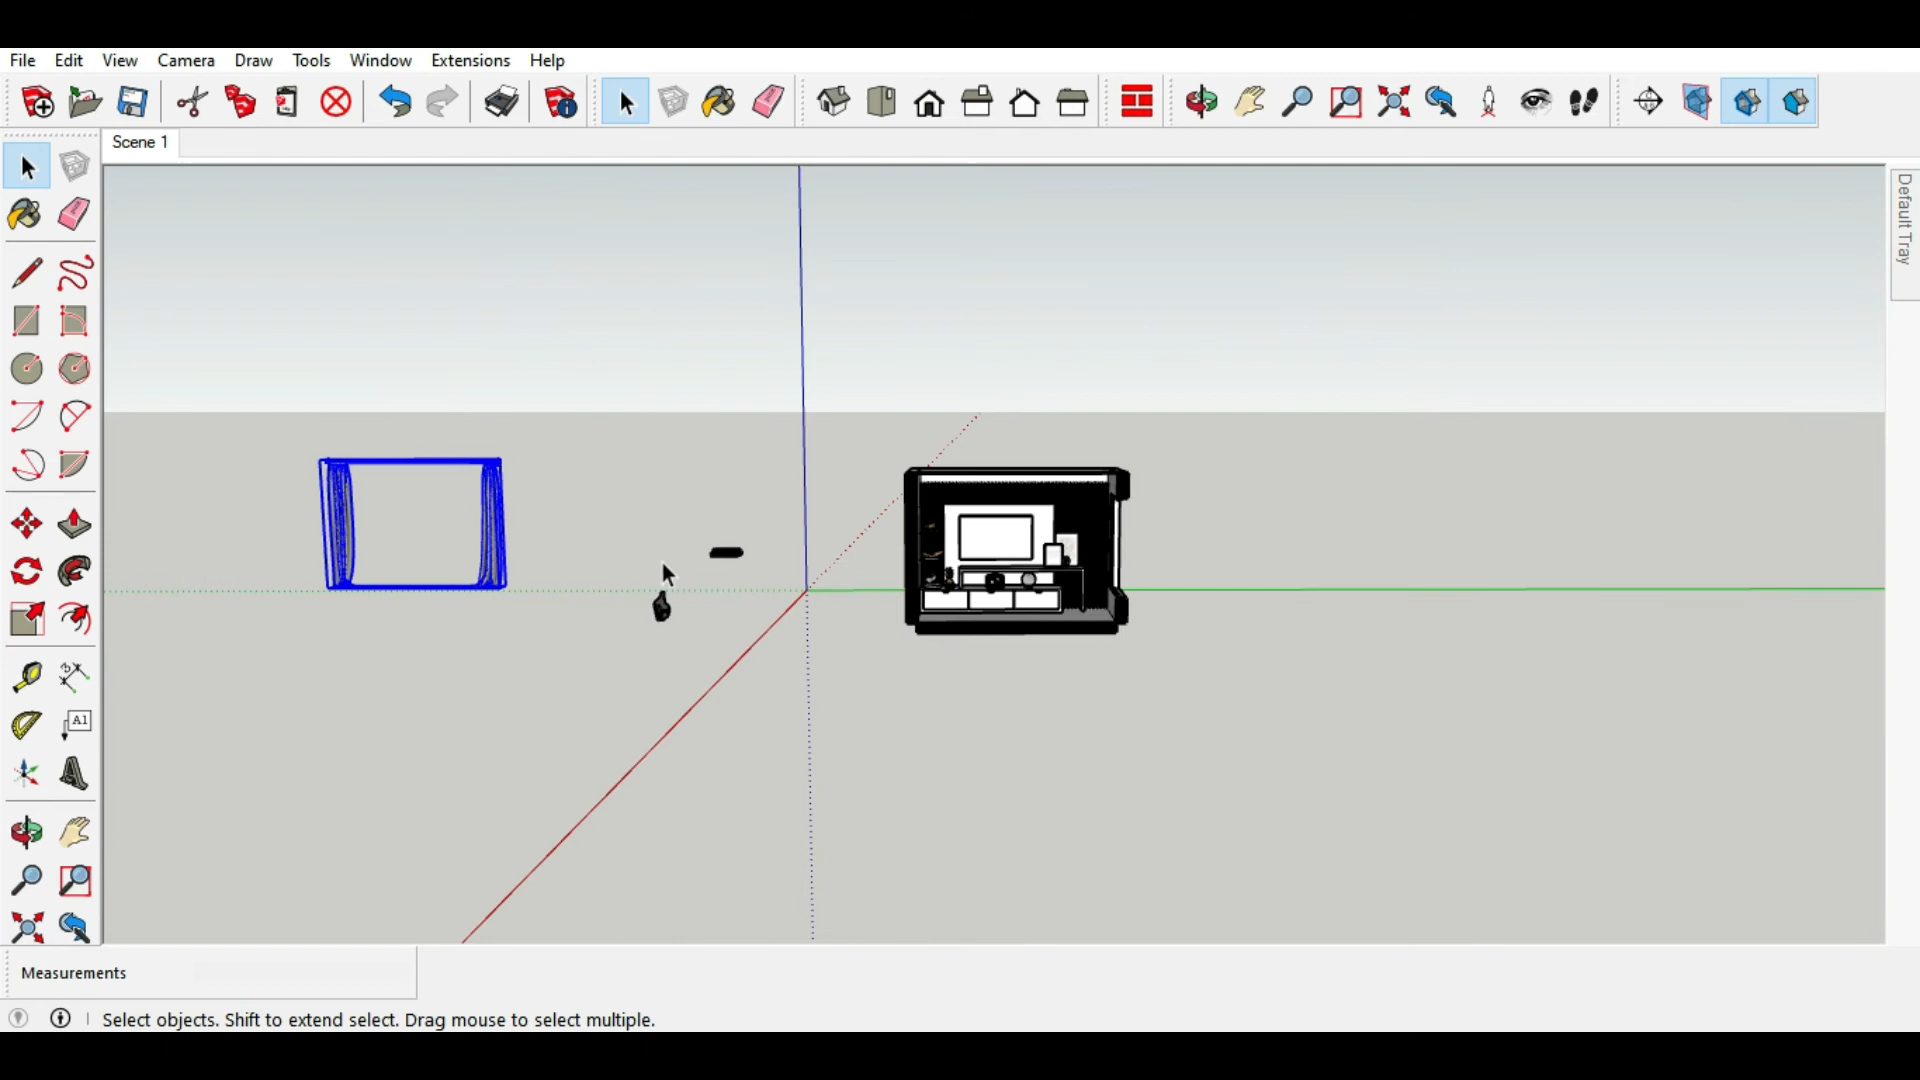 File Edit View Camera Draw Tools Window Extensions Help
Scene 1
Default Tray
A1
Measurements
Select objects. Shift to extend select. Drag mouse to select multiple.